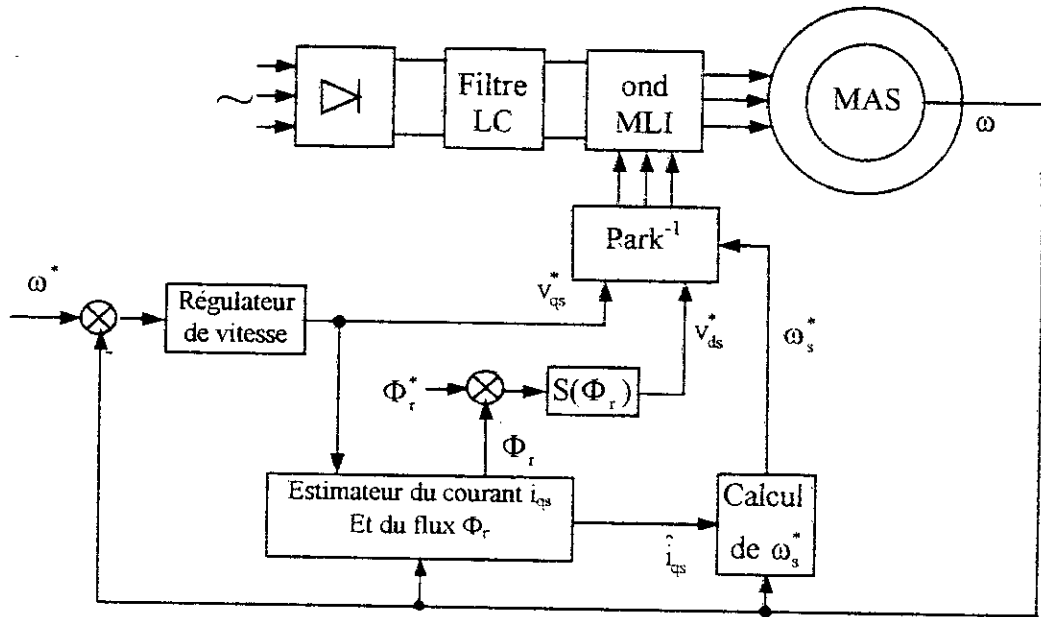 Filtre
LC
ond
MLI
MAS
ω
Park⁻¹
ω*
Régulateur
de vitesse
v*qs
v*ds
ω*s
Φ*r
S(Φr)
Φr
Estimateur du courant iqs
Et du flux Φr
îqs
Calcul
de ω*s
-